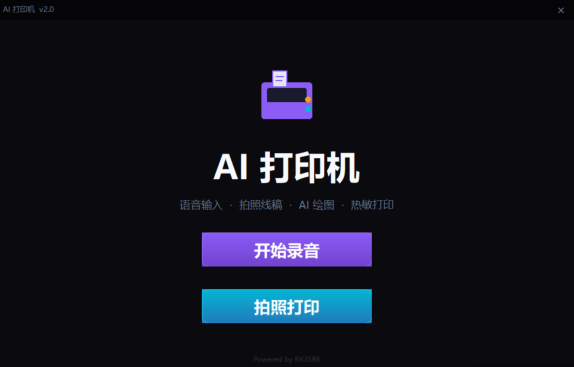 AI 打印机 v2.0
AI 打印机
语音输入 · 拍照线稿 · AI 绘图 · 热敏打印
开始录音
拍照打印
Powered by RK3588